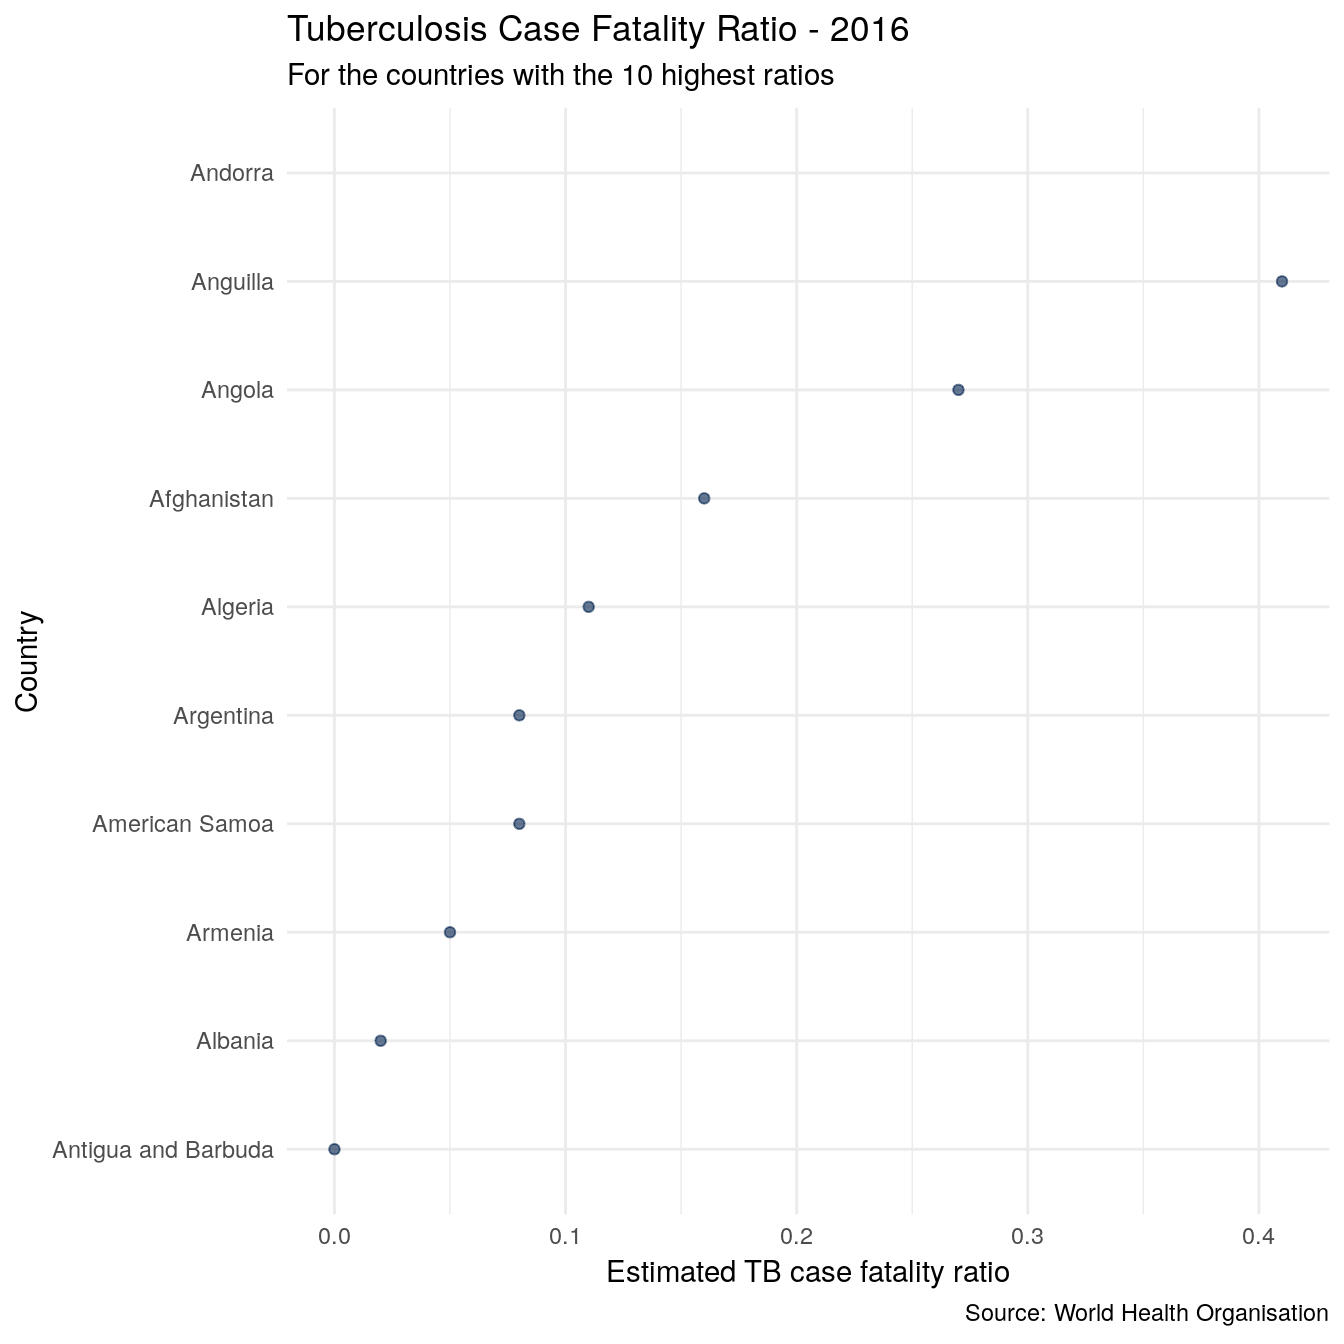 Tuberculosis Case Fatality Ratio - 2016
For the countries with the 10 highest ratios
Andorra
Anguilla
Angola
Afghanistan
Algeria
Argentina
American Samoa
Armenia
Albania
Antigua and Barbuda
Country
0.0 0.1 0.2 0.3 0.4
Estimated TB case fatality ratio
Source: World Health Organisation